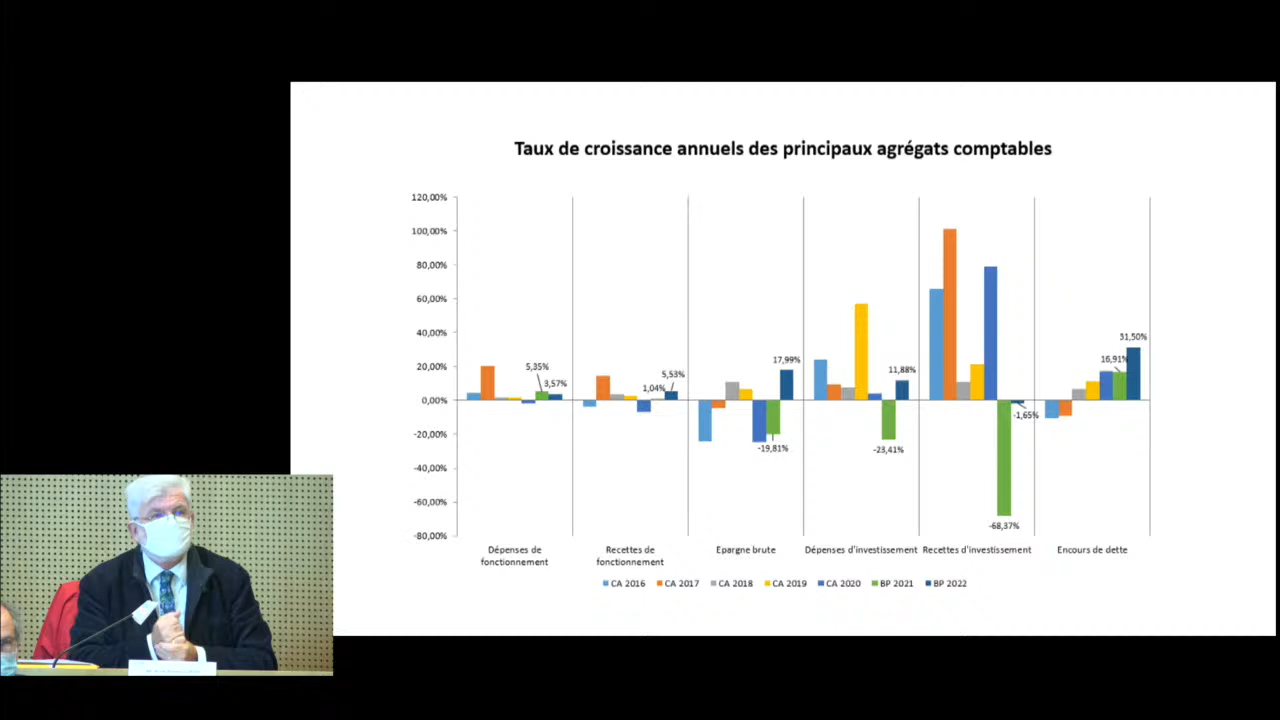 Taux de croissance annuels des principaux agrégats comptables
120,00%
100,00%
80,00%
60,00%
40,00%
20,00%
0,00%
-20,00%
-40,00%
-60,00%
-80,00%
5,35%
3,57%
1,04%
5,53%
-19,81%
17,99%
-23,41%
11,88%
-68,37%
-1,65%
16,91%
31,50%
Dépenses de
fonctionnement
Recettes de
fonctionnement
Epargne brute
Dépenses d'investissement
Recettes d'investissement
Encours de dette
CA 2016 CA 2017 CA 2018 CA 2019 CA 2020 BP 2021 BP 2022